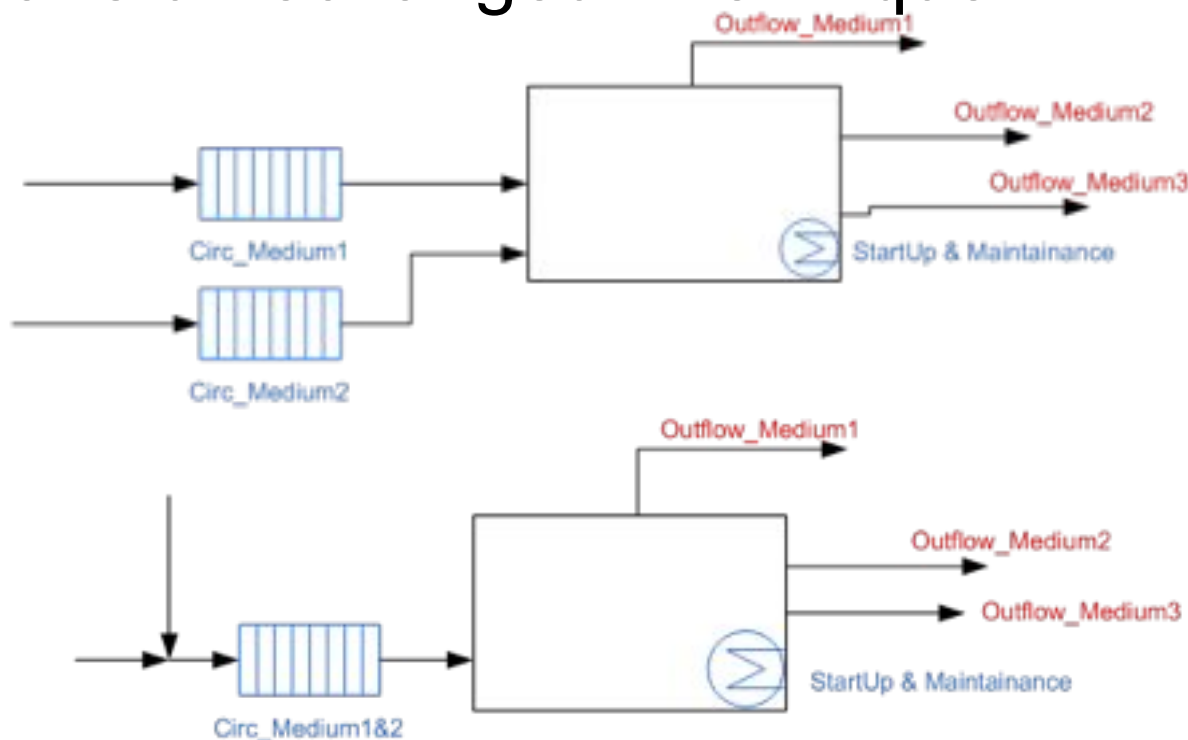 Outflow_Medium1
Outflow_Medium2
Outflow_Medium3
Circ_Medium1
StartUp & Maintainance
Circ_Medium2
Outflow_Medium1
Outflow_Medium2
Outflow_Medium3
StartUp & Maintainance
Circ_Medium1&2